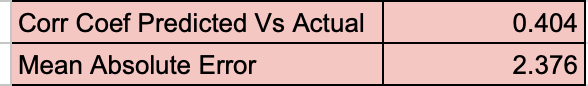 Corr Coef Predicted Vs Actual 0.404
Mean Absolute Error 2.376